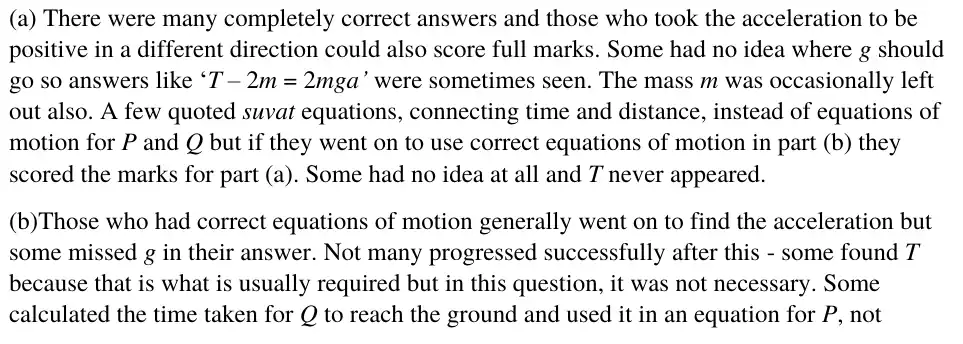 (a) There were many completely correct answers and those who took the acceleration to be
positive in a different direction could also score full marks. Some had no idea where g should
go so answers like ‘T – 2m = 2mga’ were sometimes seen. The mass m was occasionally left
out also. A few quoted suvat equations, connecting time and distance, instead of equations of
motion for P and Q but if they went on to use correct equations of motion in part (b) they
scored the marks for part (a). Some had no idea at all and T never appeared.
(b)Those who had correct equations of motion generally went on to find the acceleration but
some missed g in their answer. Not many progressed successfully after this - some found T
because that is what is usually required but in this question, it was not necessary. Some
calculated the time taken for Q to reach the ground and used it in an equation for P, not